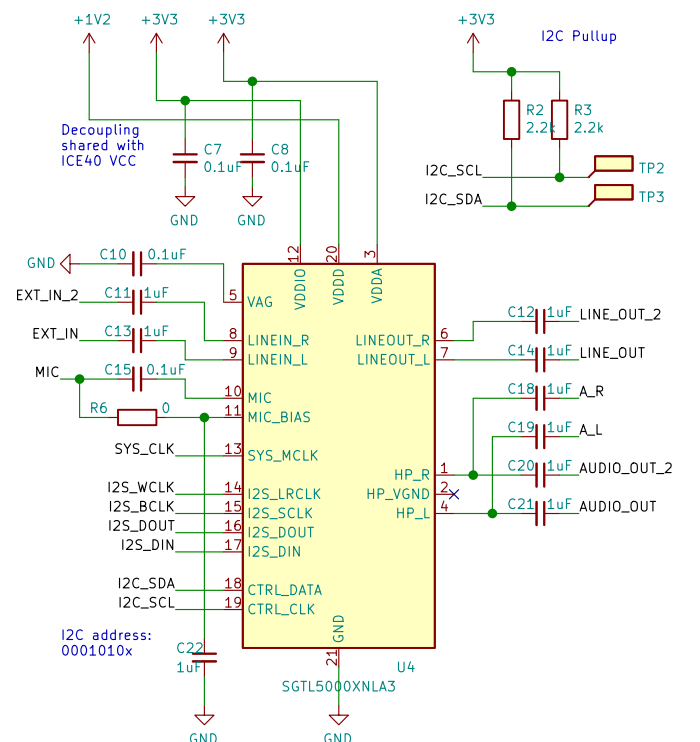 +1V2
+3V3
+3V3
+3V3
I2C Pullup
Decoupling
shared with
ICE40 VCC
C7
0.1uF
C8
0.1uF
GND
GND
R2
2.2k
R3
2.2k
I2C_SCL
TP2
I2C_SDA
TP3
GND
C10
0.1uF
EXT_IN_2
C11
1uF
EXT_IN
C13
1uF
MIC
C15
0.1uF
R6
0
12
VDDIO
20
VDDD
3
VDDA
5
VAG
8
LINEIN_R
9
LINEIN_L
10
MIC
11
MIC_BIAS
SYS_CLK
13
SYS_MCLK
I2S_WCLK
14
I2S_LRCLK
I2S_BCLK
15
I2S_SCLK
I2S_DOUT
16
I2S_DOUT
I2S_DIN
17
I2S_DIN
I2C_SDA
18
CTRL_DATA
I2C_SCL
19
CTRL_CLK
LINEOUT_R
6
LINEOUT_L
7
HP_R
1
HP_VGND
2
HP_L
4
C12
1uF
LINE_OUT_2
C14
1uF
LINE_OUT
C18
1uF
A_R
C19
1uF
A_L
C20
1uF
AUDIO_OUT_2
C21
1uF
AUDIO_OUT
I2C address:
0001010x
C22
1uF
GND
21
U4
SGTL5000XNLA3
GND
GND